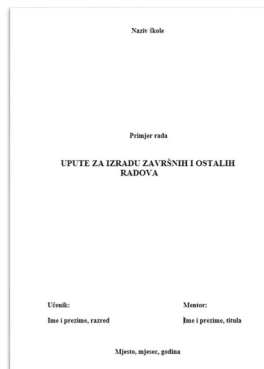 Naziv škole
Primjer rada
UPUTE ZA IZRADU ZAVRŠNIH I OSTALIH
RADOVA
Učenik: Mentor:
Ime i prezime, razred Ime i prezime, titula
Mjesto, mjesec, godina